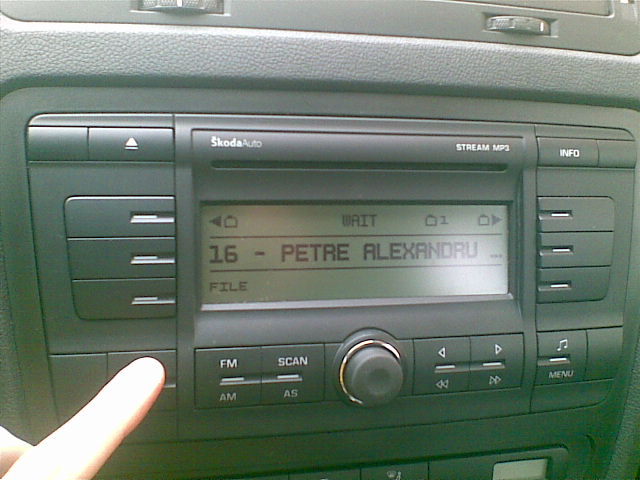 ŠkodaAuto STREAM MP3 INFO
WAIT 1
16 - PETRE ALEXANDRU ...
FILE
FM SCAN
AM AS
MENU